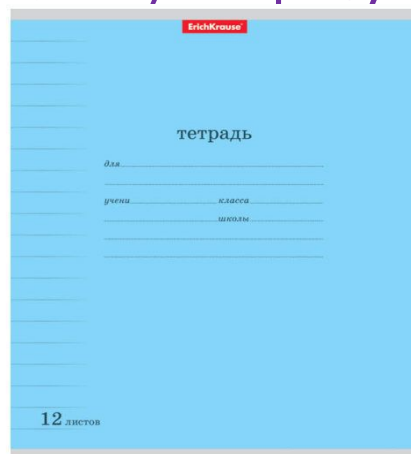 ErichKrause
тетрадь
для
учени класса
школы
12 листов